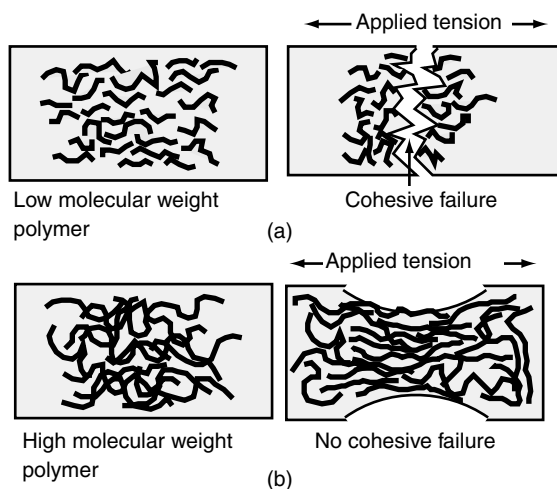 Applied tension
Low molecular weight
polymer
Cohesive failure
(a)
Applied tension
High molecular weight
polymer
No cohesive failure
(b)